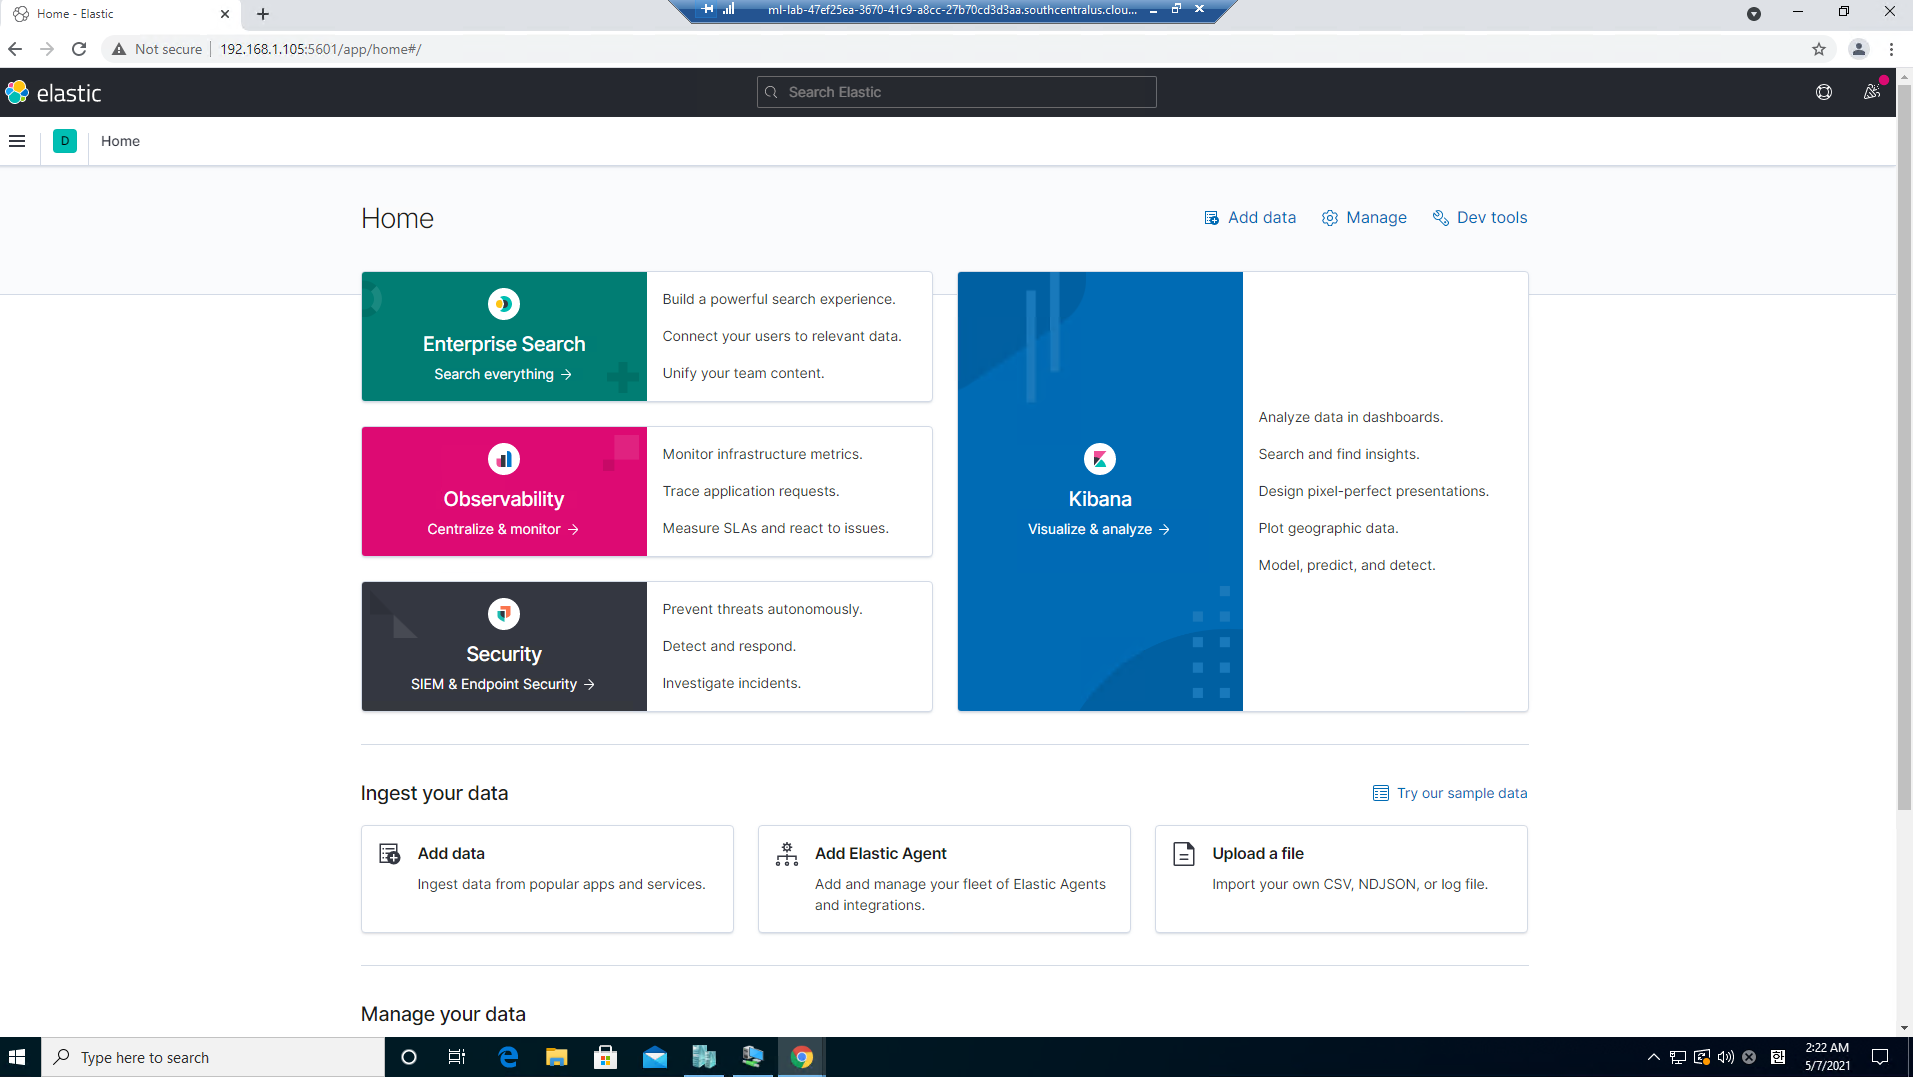 Home - Elastic
ml-lab-47ef25ea-3670-41c9-a8cc-27b70cd3d3aa.southcentralus.clou...
Not secure
192.168.1.105:5601/app/home#/
elastic
Search Elastic
D
Home
Home
Add data
Manage
Dev tools
Enterprise Search
Search everything →
Build a powerful search experience.
Connect your users to relevant data.
Unify your team content.
Observability
Centralize & monitor →
Monitor infrastructure metrics.
Trace application requests.
Measure SLAs and react to issues.
Security
SIEM & Endpoint Security →
Prevent threats autonomously.
Detect and respond.
Investigate incidents.
Kibana
Visualize & analyze →
Analyze data in dashboards.
Search and find insights.
Design pixel-perfect presentations.
Plot geographic data.
Model, predict, and detect.
Ingest your data
Try our sample data
Add data
Ingest data from popular apps and services.
Add Elastic Agent
Add and manage your fleet of Elastic Agents
and integrations.
Upload a file
Import your own CSV, NDJSON, or log file.
Manage your data
Type here to search
한
2:22 AM
5/7/2021